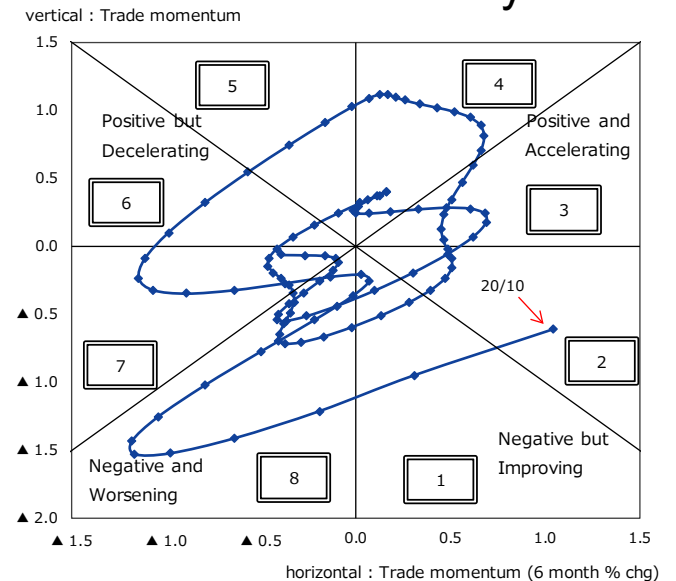 y
vertical : Trade momentum
1.5
1.0
0.5
0.0
▲ 0.5
▲ 1.0
▲ 1.5
▲ 2.0
5
4
Positive but
Decelerating
Positive and
Accelerating
6
3
20/10
7
2
Negative and
Worsening
8
1
Negative but
Improving
▲ 1.5
▲ 1.0
▲ 0.5
0.0
0.5
1.0
1.5
horizontal : Trade momentum (6 month % chg)